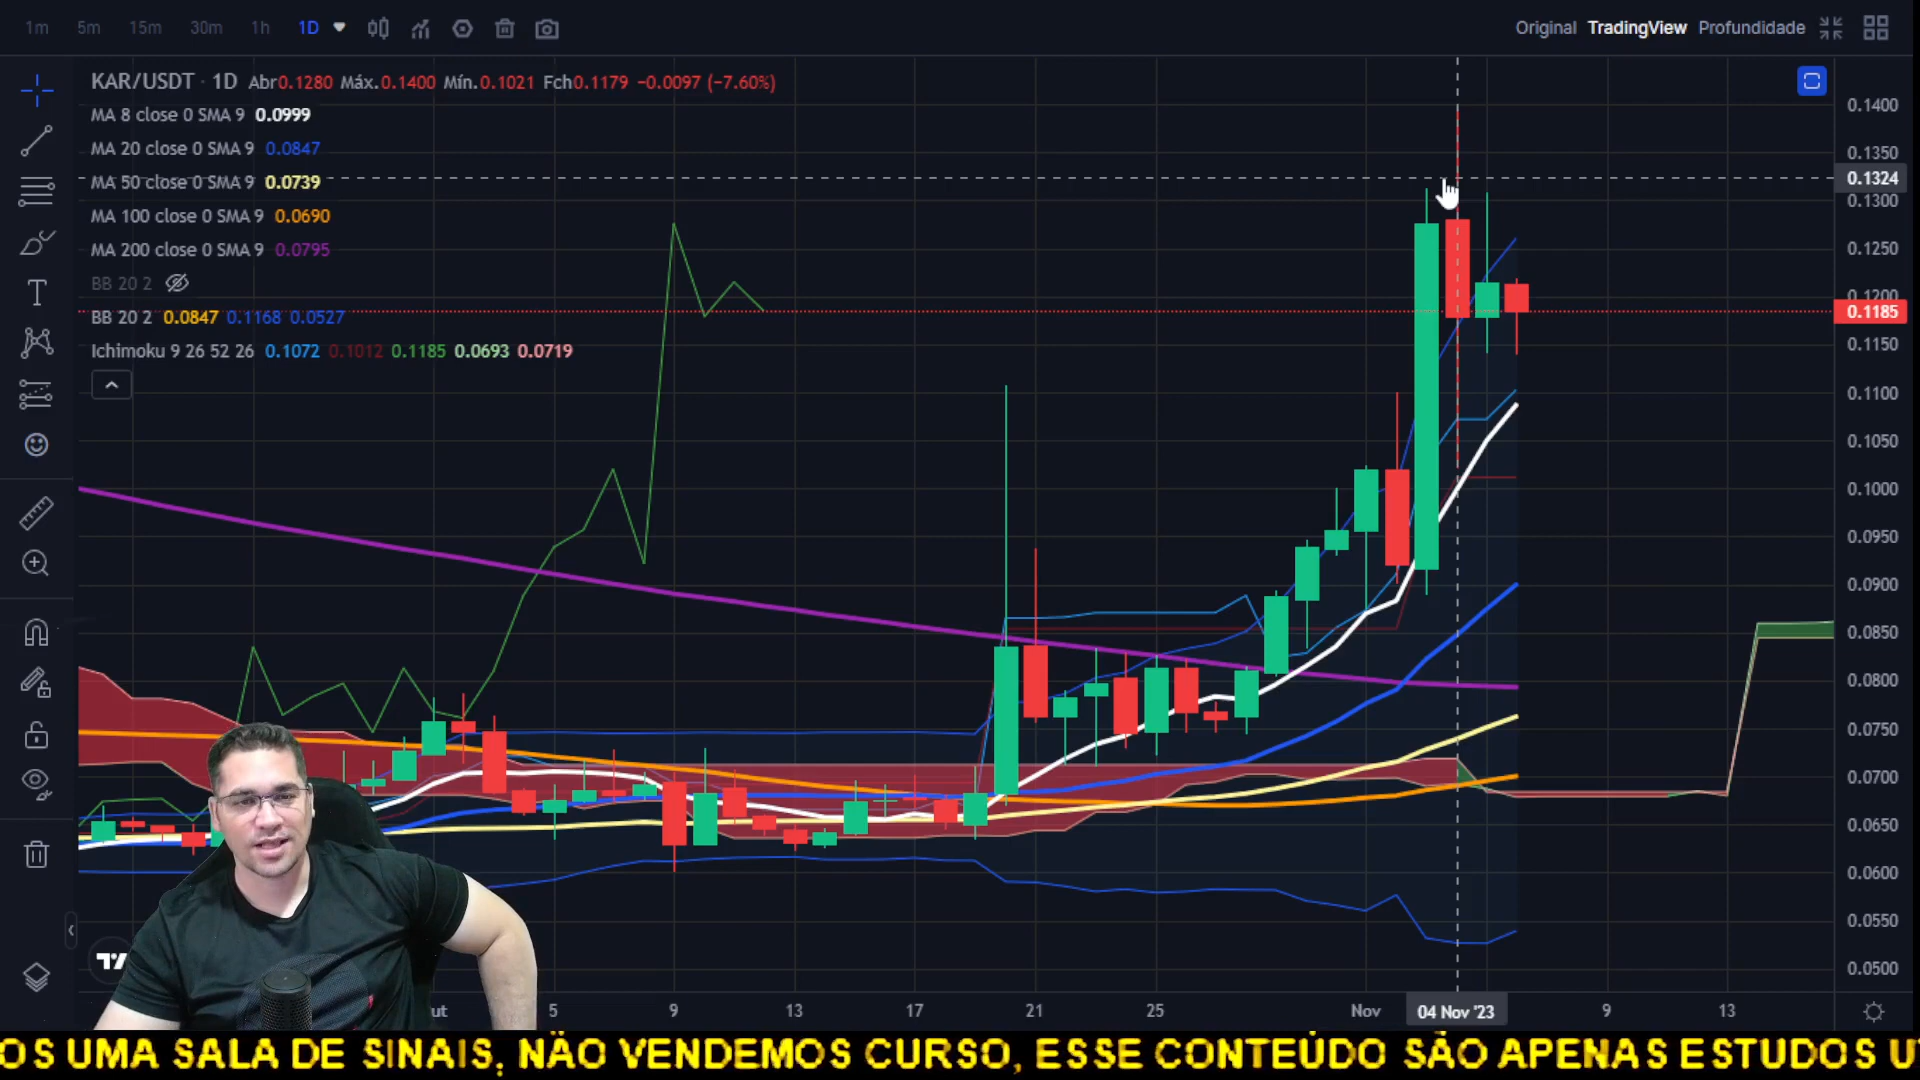 1m 5m 15m 30m 1h 1D
Original TradingView Profundidade
KAR/USDT · 1D Abr0.1280 Máx.0.1400 Mín.0.1021 Fch0.1179 −0.0097 (−7.60%)
MA 8 close 0 SMA 9 0.0999
MA 20 close 0 SMA 9 0.0847
MA 50 close 0 SMA 9 0.0739
MA 100 close 0 SMA 9 0.0690
MA 200 close 0 SMA 9 0.0795
BB 20 2
BB 20 2 0.0847 0.1168 0.0527
Ichimoku 9 26 52 26 0.1072 0.1012 0.1185 0.0693 0.0719
0.1400
0.1350
0.1324
0.1300
0.1250
0.1200
0.1185
0.1150
0.1100
0.1050
0.1000
0.0950
0.0900
0.0850
0.0800
0.0750
0.0700
0.0650
0.0600
0.0550
0.0500
ut 5 9 13 17 21 25 Nov 04 Nov '23 9 13
OS UMA SALA DE SINAIS, NÃO VENDEMOS CURSO, ESSE CONTEÚDO SÃO APENAS ESTUDOS U